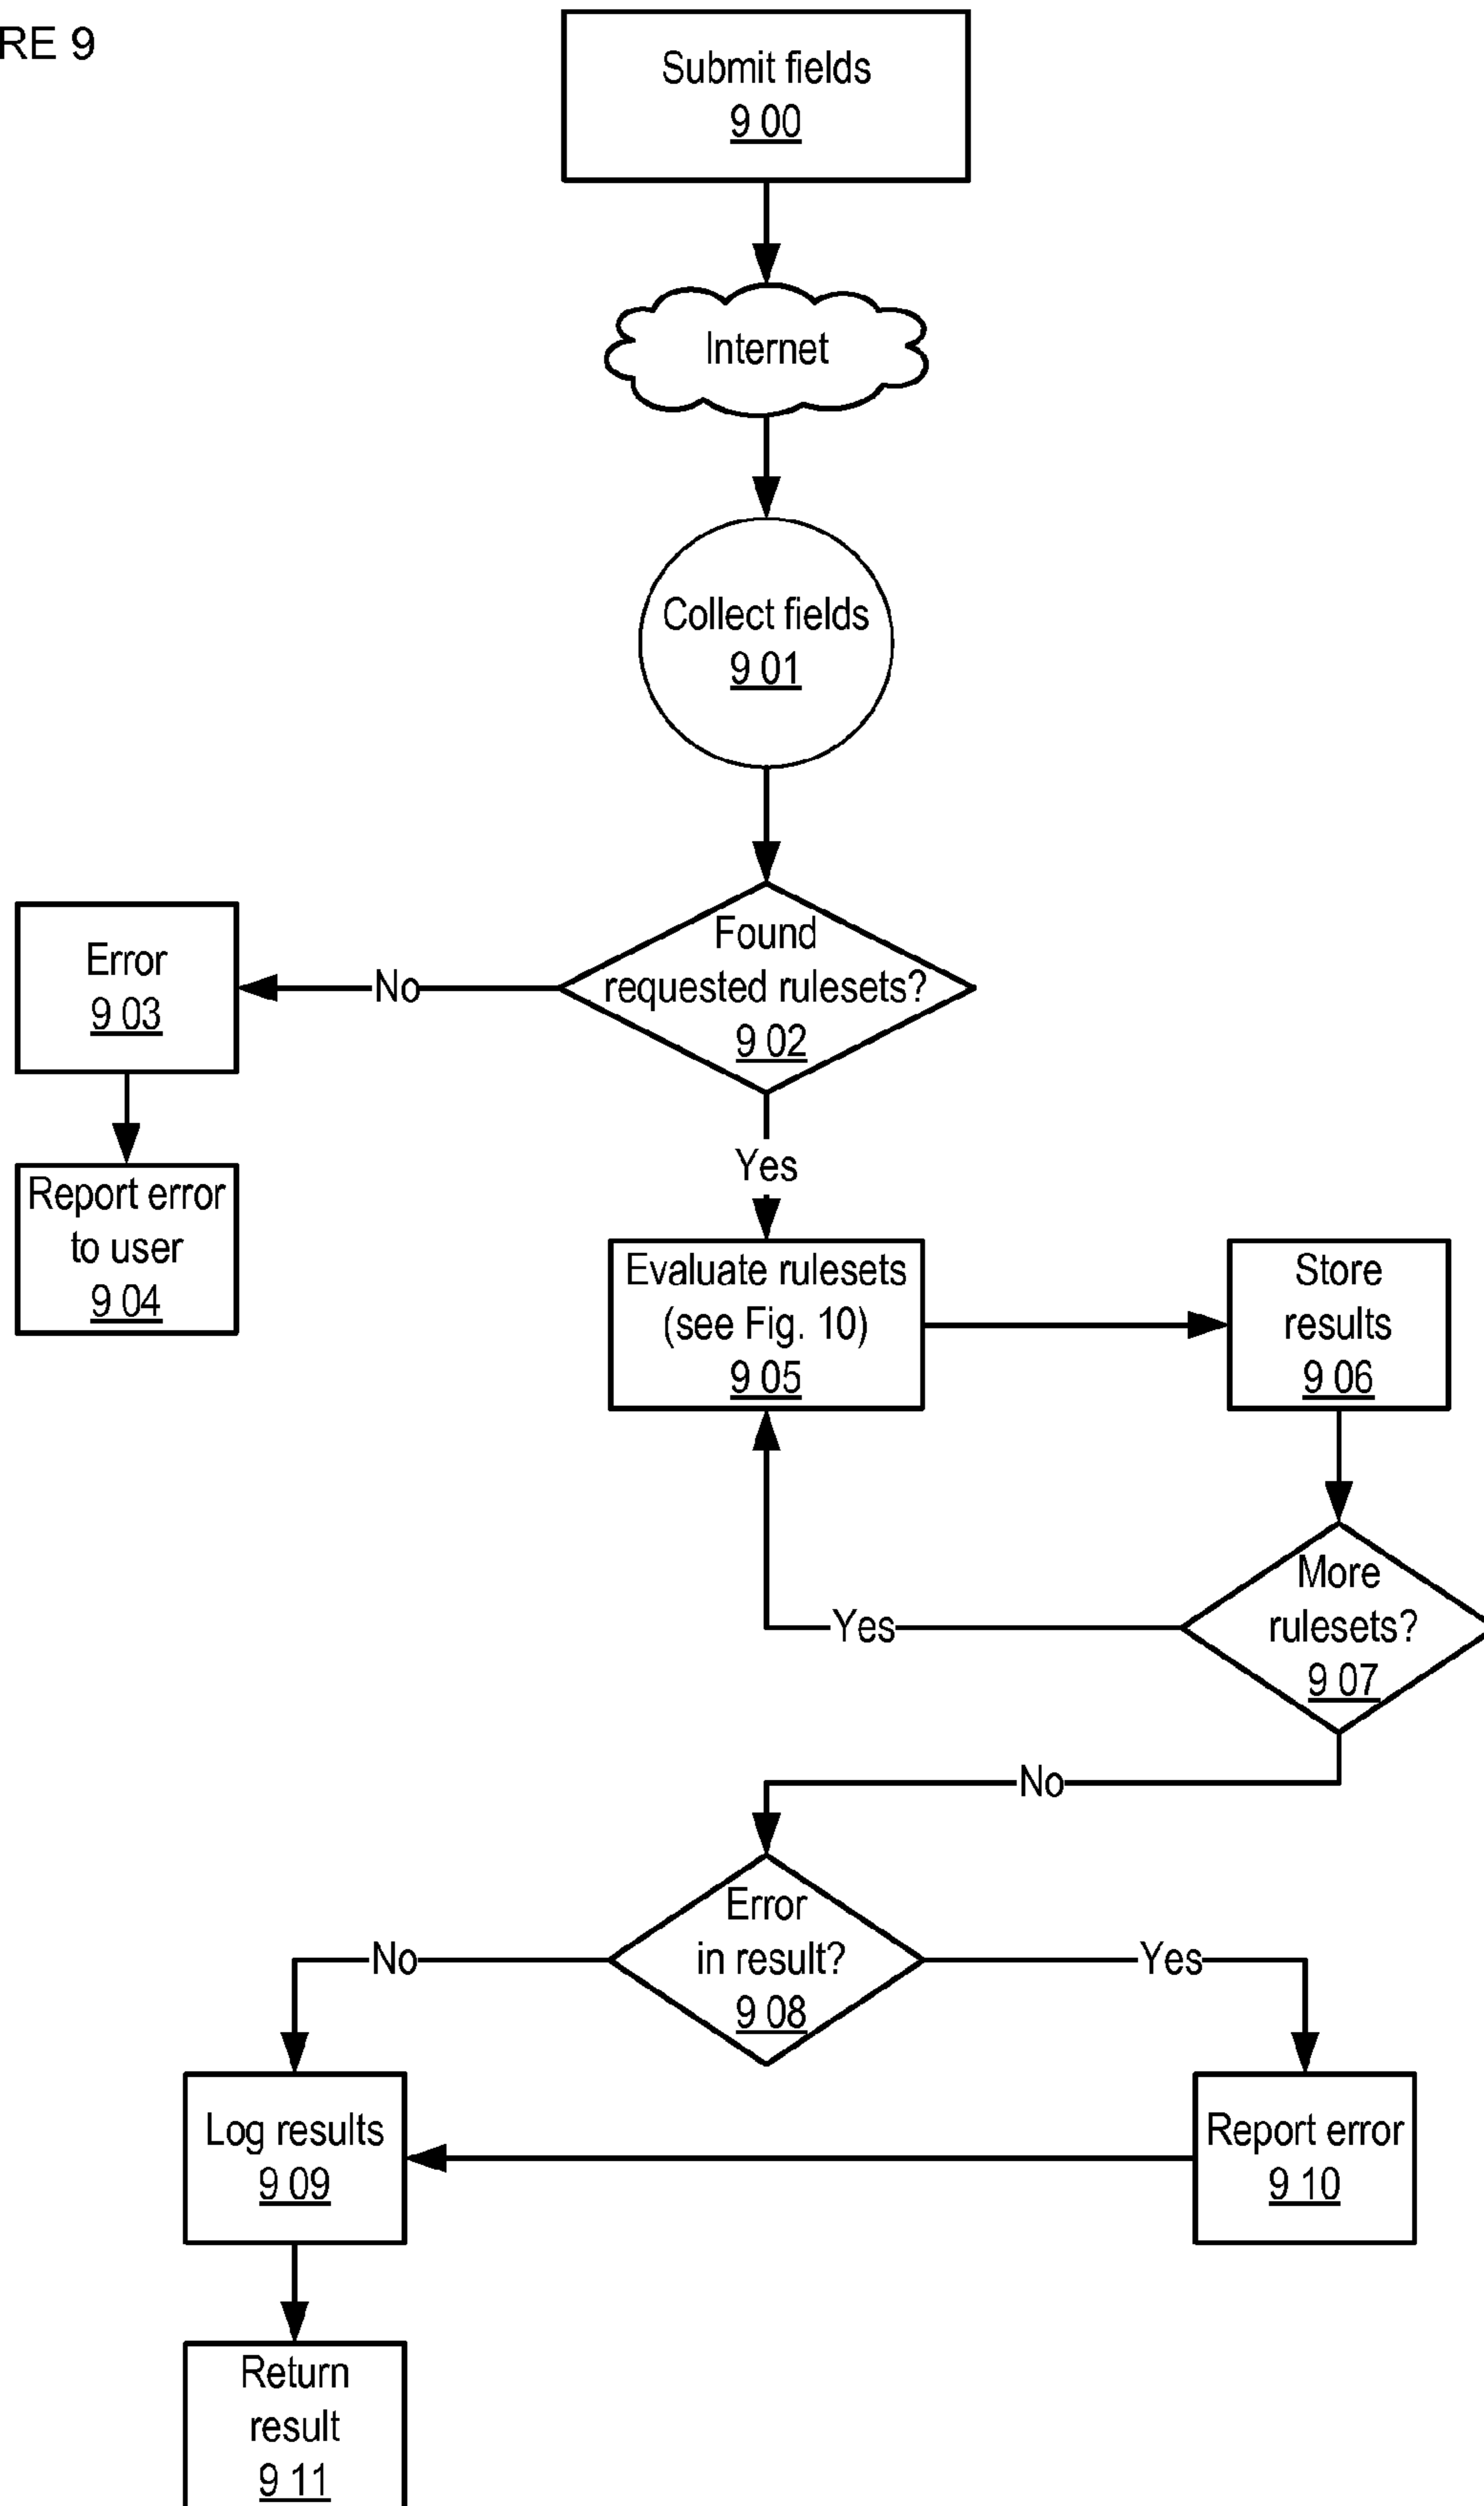 RE 9
Submit fields
9 00
Internet
Collect fields
9 01
Found
requested rulesets?
9 02
No
Error
9 03
Report error
to user
9 04
Yes
Evaluate rulesets
(see Fig. 10)
9 05
Store
results
9 06
More
rulesets?
9 07
Yes
No
Error
in result?
9 08
No
Yes
Log results
9 09
Report error
9 10
Return
result
9 11